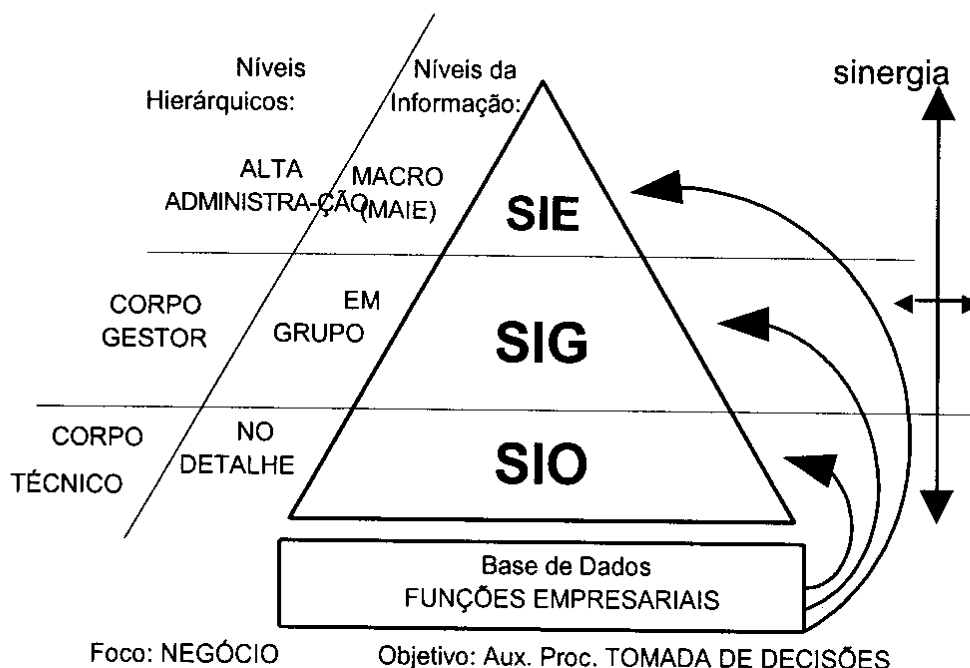 Níveis
Hierárquicos:
Níveis da
Informação:
sinergia
ALTA
ADMINISTRA-ÇÃO
MACRO
(MAIE)
SIE
CORPO
GESTOR
EM
GRUPO
SIG
CORPO
TÉCNICO
NO
DETALHE
SIO
Base de Dados
FUNÇÕES EMPRESARIAIS
Foco: NEGÓCIO
Objetivo: Aux. Proc. TOMADA DE DECISÕES